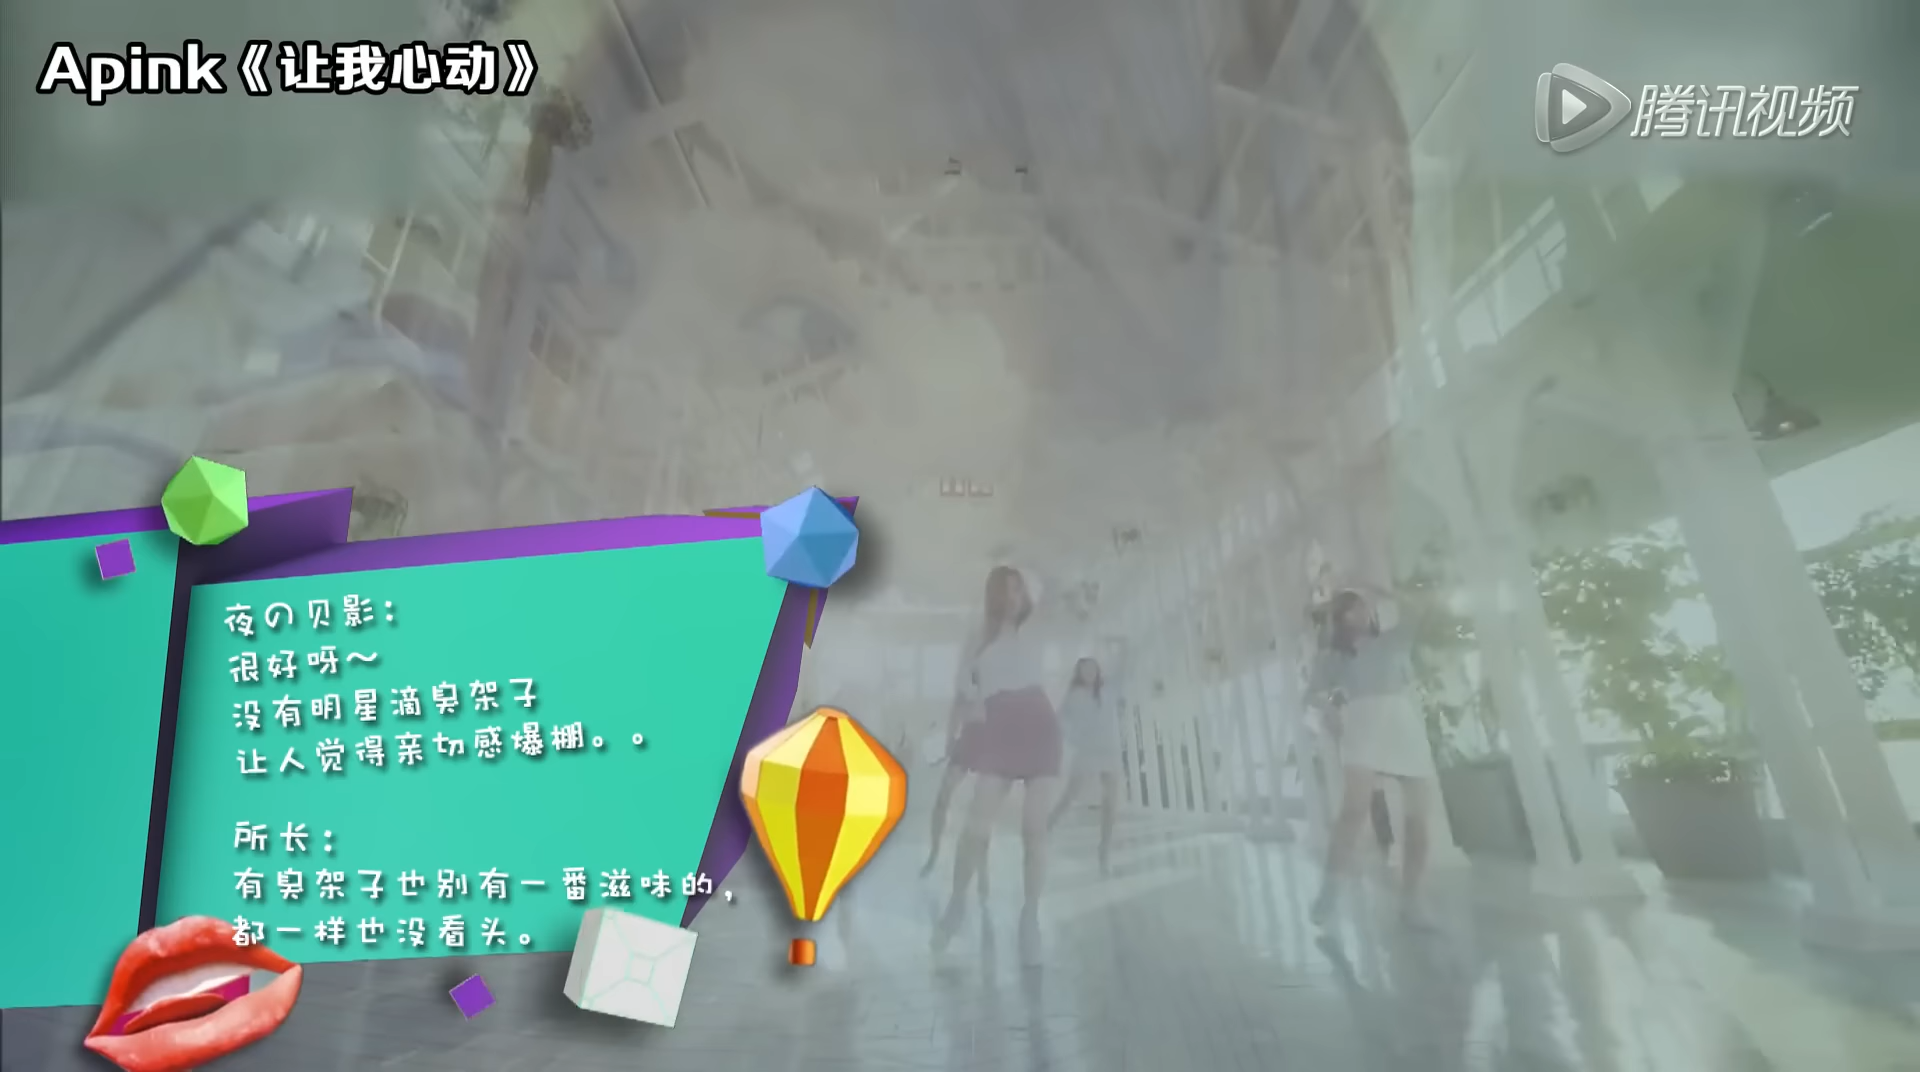 Apink《让我心动》
腾讯视频
夜の贝影：
很好呀～
没有明星滴臭架子
让人觉得亲切感爆棚。。
所长：
有臭架子也别有一番滋味的，
都一样也没看头。